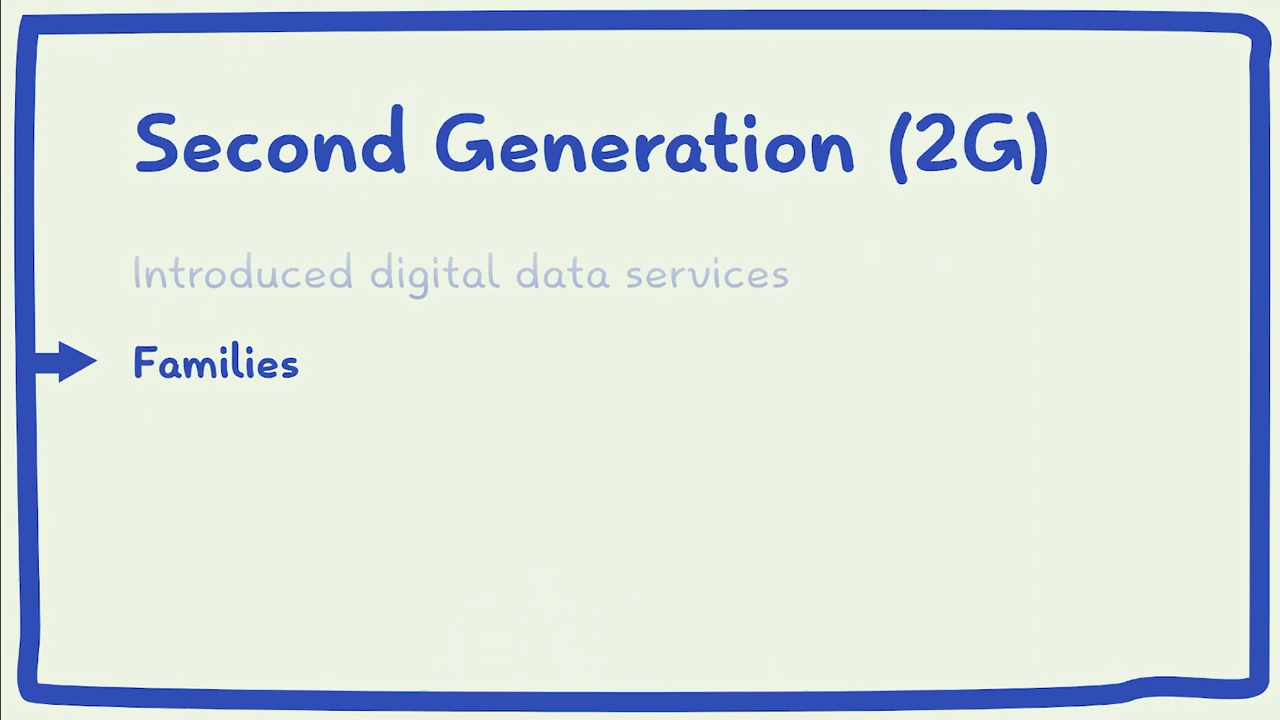 Second Generation (2G)
Introduced digital data services
Families